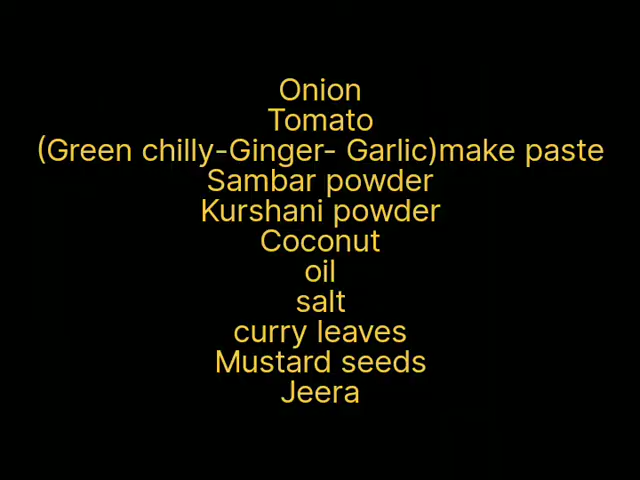 Onion
Tomato
(Green chilly-Ginger- Garlic)make paste
Sambar powder
Kurshani powder
Coconut
oil
salt
curry leaves
Mustard seeds
Jeera